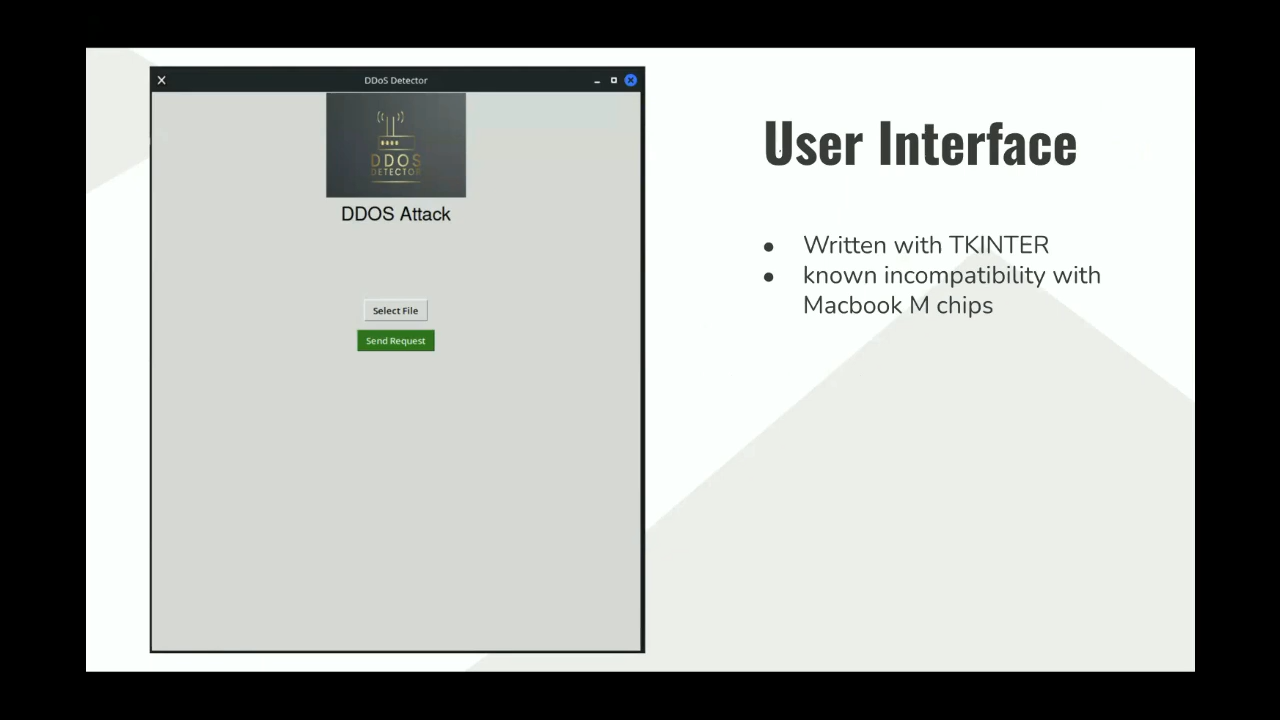 DDoS Detector
DDOS
DETECTOR
DDOS Attack
Select File
Send Request
User Interface
● Written with TKINTER
● known incompatibility with
Macbook M chips